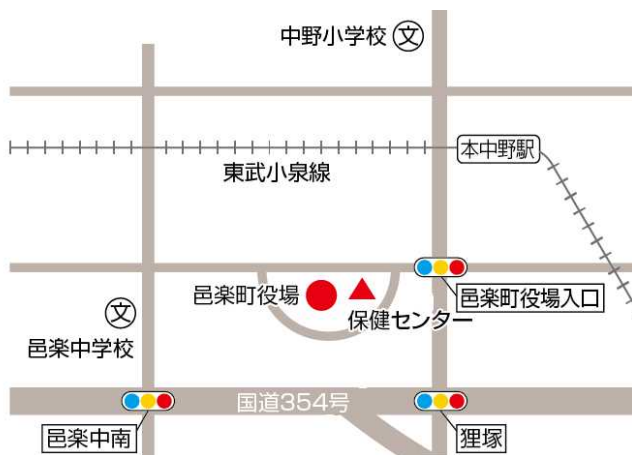 中野小学校
文
本中野駅
東武小泉線
邑楽町役場
保健センター
邑楽町役場入口
文
邑楽中学校
国道354号
邑楽中南
狸塚